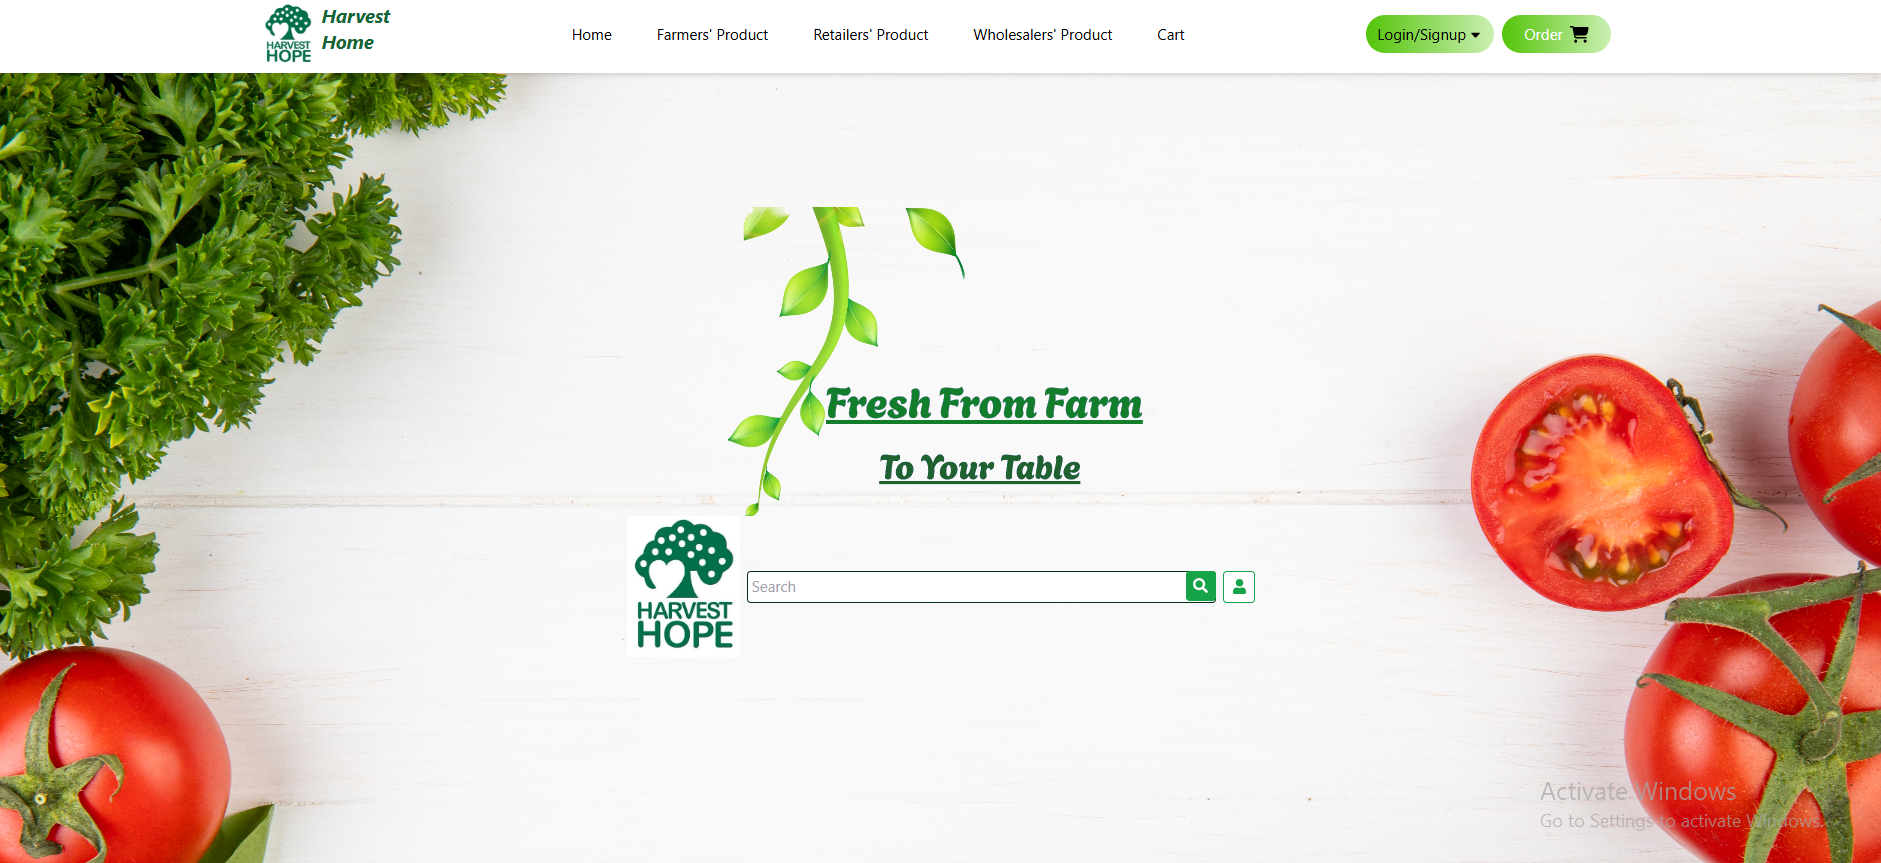 HARVEST
HOPE
Harvest
Home
Home
Farmers' Product
Retailers' Product
Wholesalers' Product
Cart
Login/Signup
Order
Fresh From Farm
To Your Table
HARVEST
HOPE
Search
Activate Windows
Go to Settings to activate Windows.